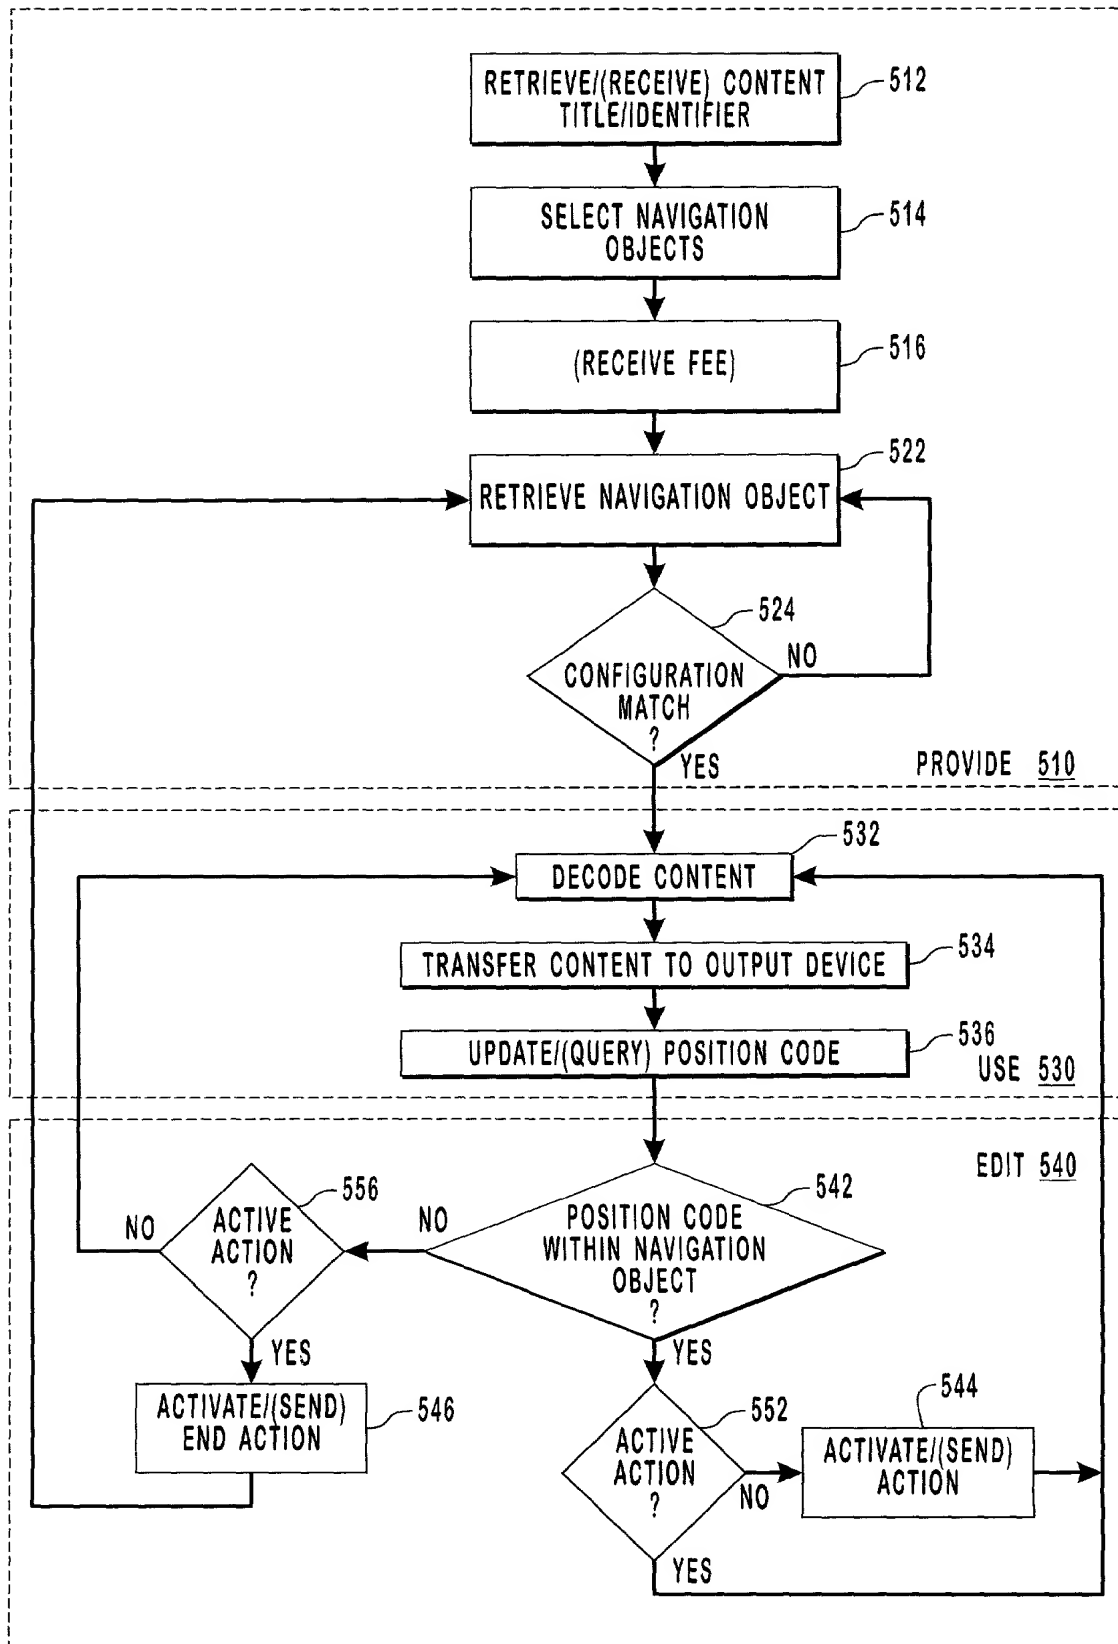 RETRIEVE/(RECEIVE) CONTENT
TITLE/IDENTIFIER
512
SELECT NAVIGATION
OBJECTS
514
(RECEIVE FEE)
516
522
RETRIEVE NAVIGATION OBJECT
524
CONFIGURATION
MATCH
?
NO
YES
PROVIDE 510
532
DECODE CONTENT
TRANSFER CONTENT TO OUTPUT DEVICE
534
UPDATE/(QUERY) POSITION CODE
536
USE 530
EDIT 540
542
POSITION CODE
WITHIN NAVIGATION
OBJECT
?
NO
YES
556
ACTIVE
ACTION
?
NO
YES
ACTIVATE/(SEND)
END ACTION
546
552
ACTIVE
ACTION
?
NO
YES
544
ACTIVATE/(SEND)
ACTION